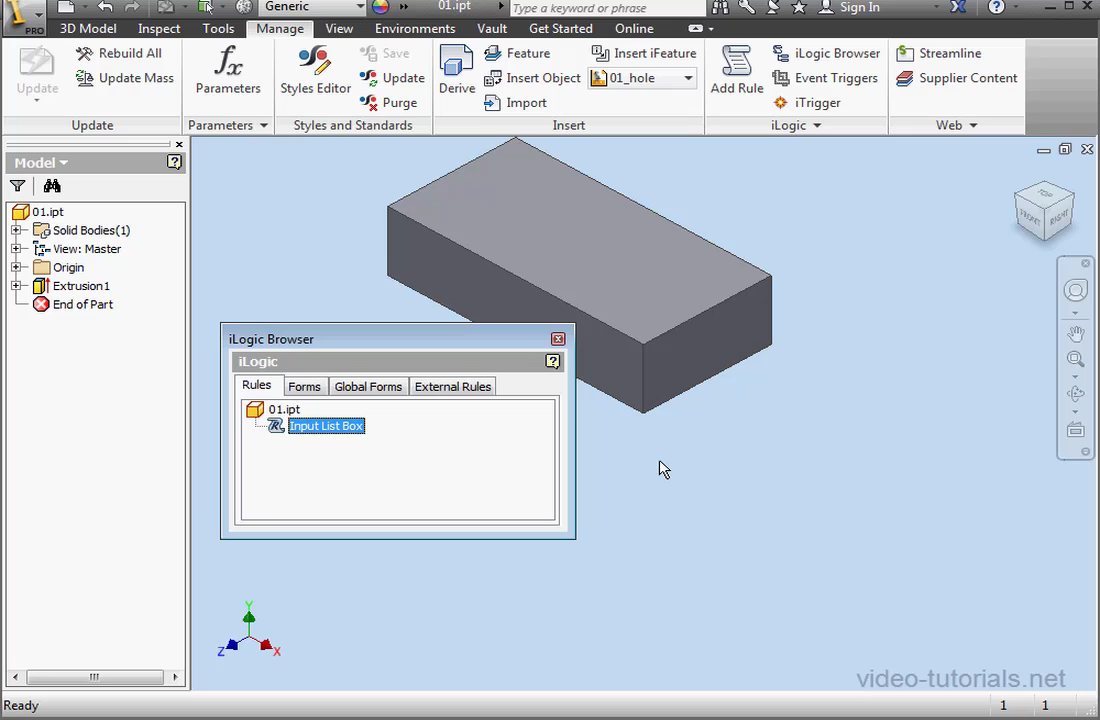 PRO
Generic
01.ipt
Type a keyword or phrase
Sign In
3D Model
Inspect
Tools
Manage
View
Environments
Vault
Get Started
Online
Update
Rebuild All
Update Mass
Update
fx
Parameters
Parameters
Styles Editor
Save
Update
Purge
Styles and Standards
Derive
Feature
Insert Object
Import
Insert iFeature
01_hole
Insert
Add Rule
iLogic Browser
Event Triggers
iTrigger
iLogic
Streamline
Supplier Content
Web
Model
01.ipt
Solid Bodies(1)
View: Master
Origin
Extrusion1
End of Part
TOP
FRONT
RIGHT
iLogic Browser
iLogic
Rules
Forms
Global Forms
External Rules
01.ipt
Input List Box
Y
Z
X
video-tutorials.net
Ready
1
1